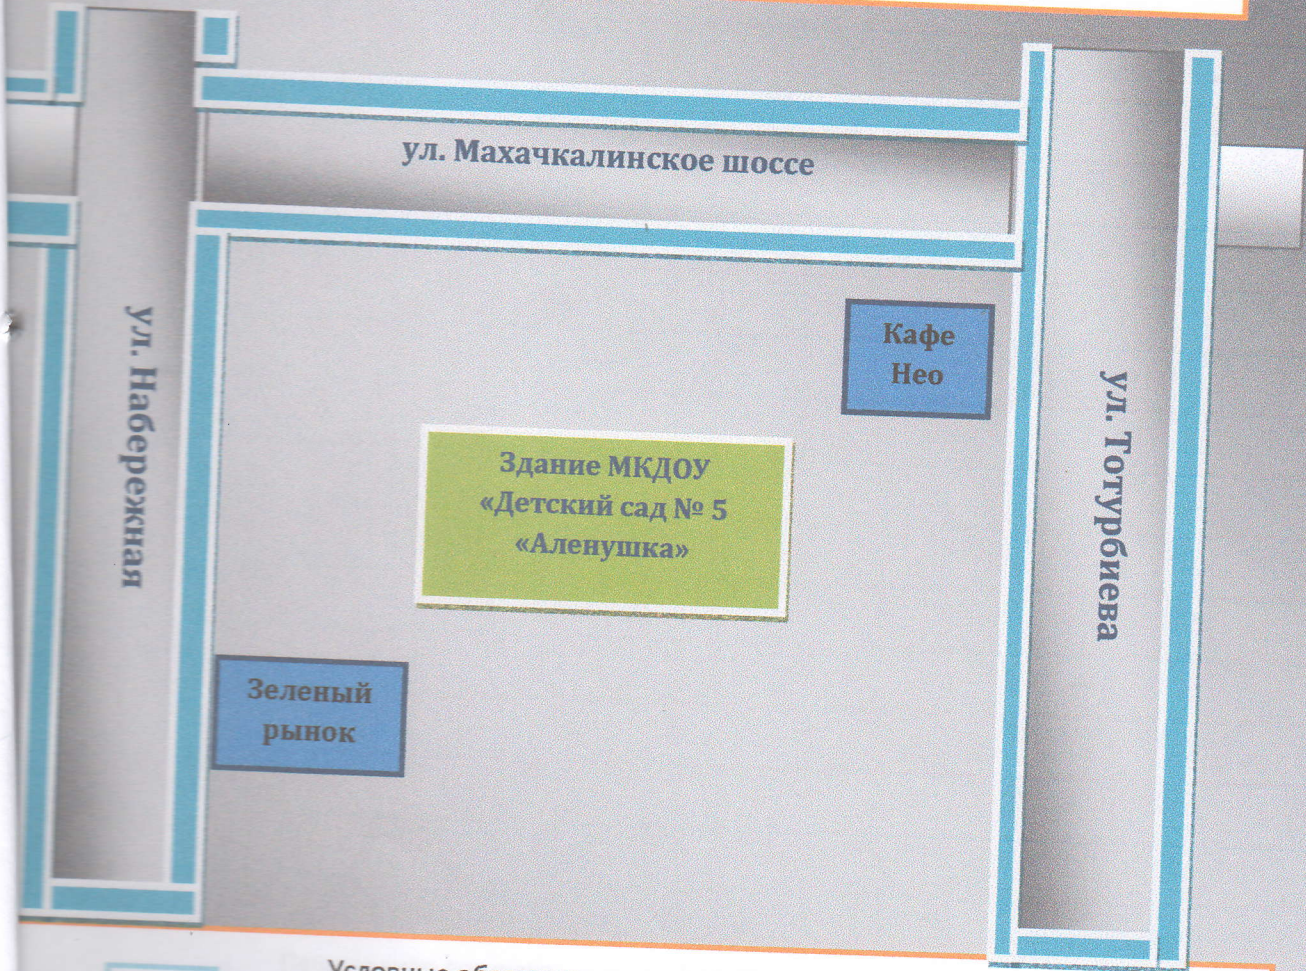 ул. Махачкалинское шоссе
ул. Набережная
Кафе
Нео
ул. Тотурбиева
Здание МКДОУ
«Детский сад № 5
«Аленушка»
Зеленый
рынок